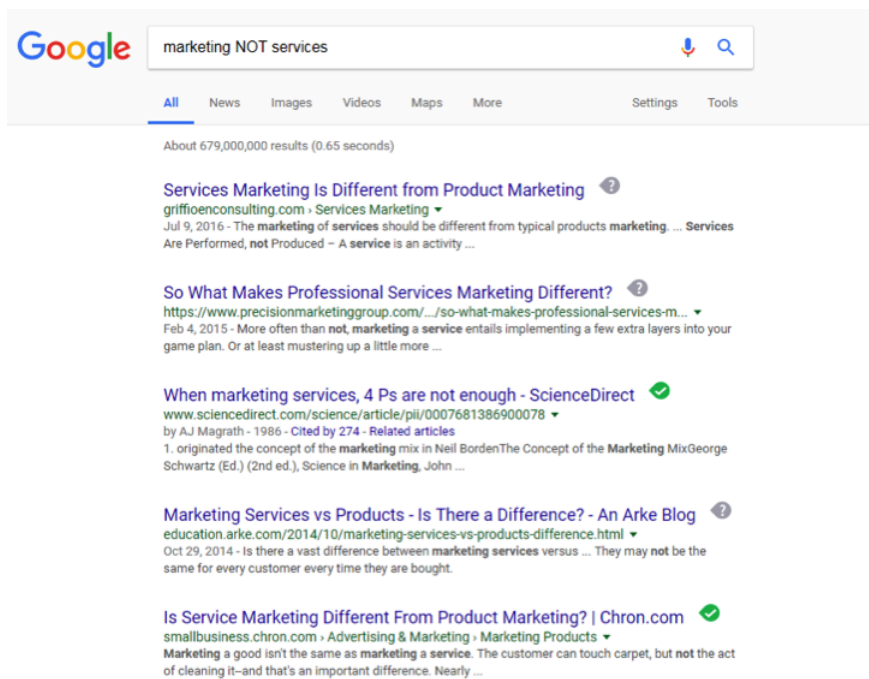 Google
marketing NOT services
All News Images Videos Maps More Settings Tools
About 679,000,000 results (0.65 seconds)
Services Marketing Is Different from Product Marketing ?
griffioenconsulting.com › Services Marketing
Jul 9, 2016 - The marketing of services should be different from typical products marketing. ... Services
Are Performed, not Produced – A service is an activity ...
So What Makes Professional Services Marketing Different? ?
https://www.precisionmarketinggroup.com/.../so-what-makes-professional-services-m...
Feb 4, 2015 - More often than not, marketing a service entails implementing a few extra layers into your
game plan. Or at least mustering up a little more ...
When marketing services, 4 Ps are not enough - ScienceDirect
www.sciencedirect.com/science/article/pii/0007681386900078
by AJ Magrath - 1986 - Cited by 274 - Related articles
1. originated the concept of the marketing mix in Neil BordenThe Concept of the Marketing MixGeorge
Schwartz (Ed.) (2nd ed.), Science in Marketing, John ...
Marketing Services vs Products - Is There a Difference? - An Arke Blog ?
education.arke.com/2014/10/marketing-services-vs-products-difference.html
Oct 29, 2014 - Is there a vast difference between marketing services versus ... They may not be the
same for every customer every time they are bought.
Is Service Marketing Different From Product Marketing? | Chron.com
smallbusiness.chron.com › Advertising & Marketing › Marketing Products
Marketing a good isn't the same as marketing a service. The customer can touch carpet, but not the act
of cleaning it--and that's an important difference. Nearly ...